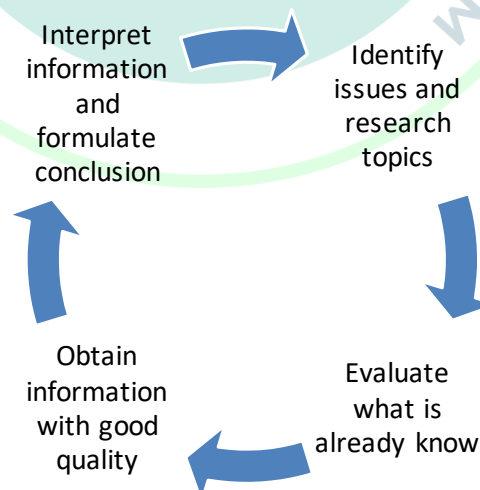 Interpret
information
and
formulate
conclusion
Identify
issues and
research
topics
Evaluate
what is
already know
Obtain
information
with good
quality